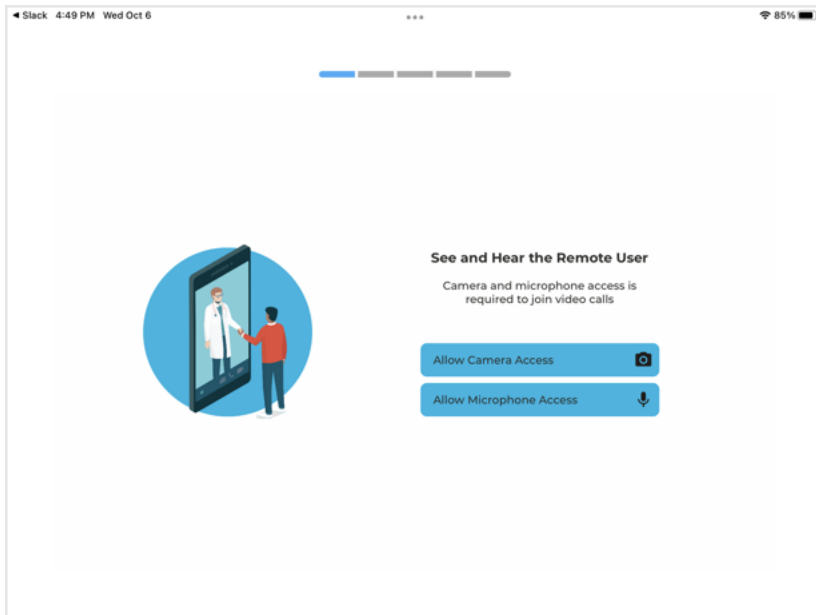 ◀ Slack 4:49 PM Wed Oct 6 85%
See and Hear the Remote User
Camera and microphone access is
required to join video calls
Allow Camera Access
Allow Microphone Access